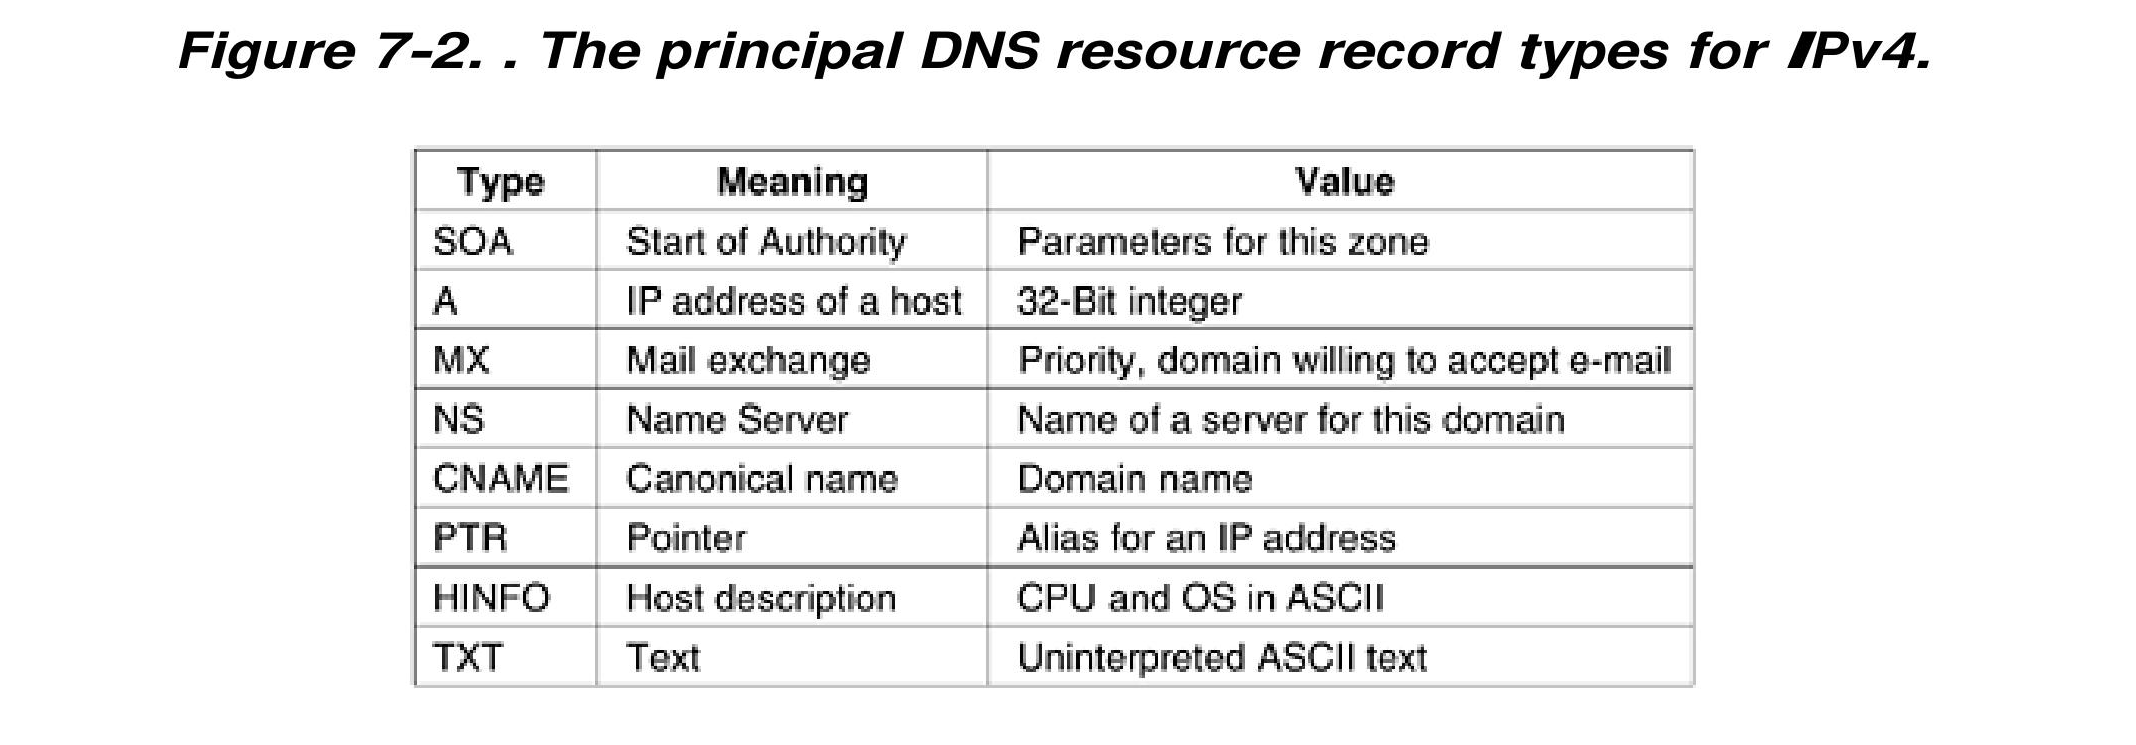 Figure 7-2. . The principal DNS resource record types for IPv4.
Type Meaning Value
SOA Start of Authority Parameters for this zone
A IP address of a host 32-Bit integer
MX Mail exchange Priority, domain willing to accept e-mail
NS Name Server Name of a server for this domain
CNAME Canonical name Domain name
PTR Pointer Alias for an IP address
HINFO Host description CPU and OS in ASCII
TXT Text Uninterpreted ASCII text